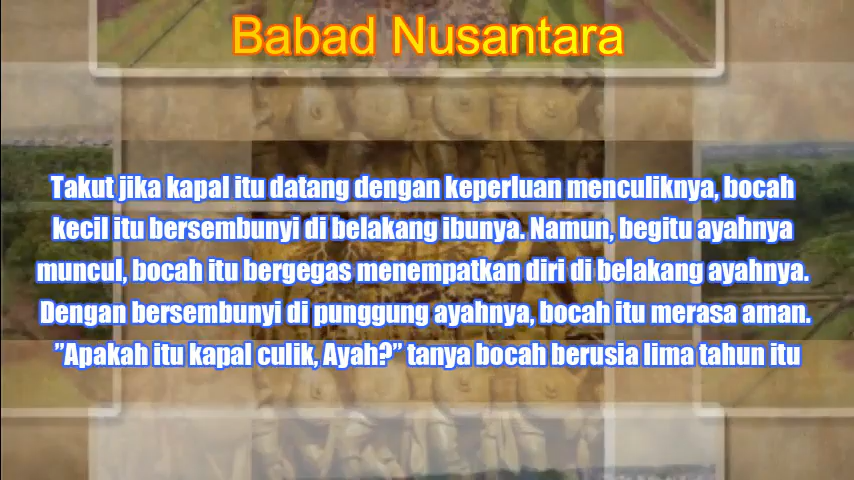 Babad Nusantara
Takut jika kapal itu datang dengan keperluan menculiknya, bocah
kecil itu bersembunyi di belakang ibunya. Namun, begitu ayahnya
muncul, bocah itu bergegas menempatkan diri di belakang ayahnya.
Dengan bersembunyi di punggung ayahnya, bocah itu merasa aman.
”Apakah itu kapal culik, Ayah?” tanya bocah berusia lima tahun itu